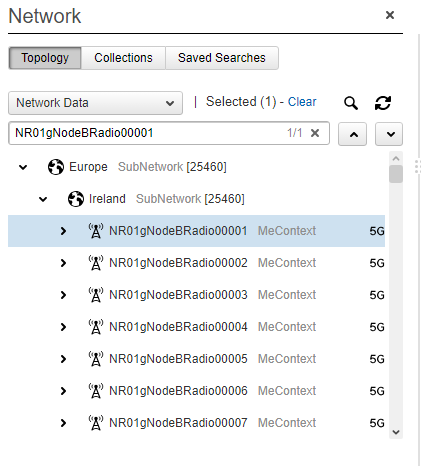 Network
Topology Collections Saved Searches
Network Data | Selected (1) - Clear
NR01gNodeBRadio00001 1/1
Europe SubNetwork [25460]
Ireland SubNetwork [25460]
NR01gNodeBRadio00001 MeContext 5G
NR01gNodeBRadio00002 MeContext 5G
NR01gNodeBRadio00003 MeContext 5G
NR01gNodeBRadio00004 MeContext 5G
NR01gNodeBRadio00005 MeContext 5G
NR01gNodeBRadio00006 MeContext 5G
NR01gNodeBRadio00007 MeContext 5G